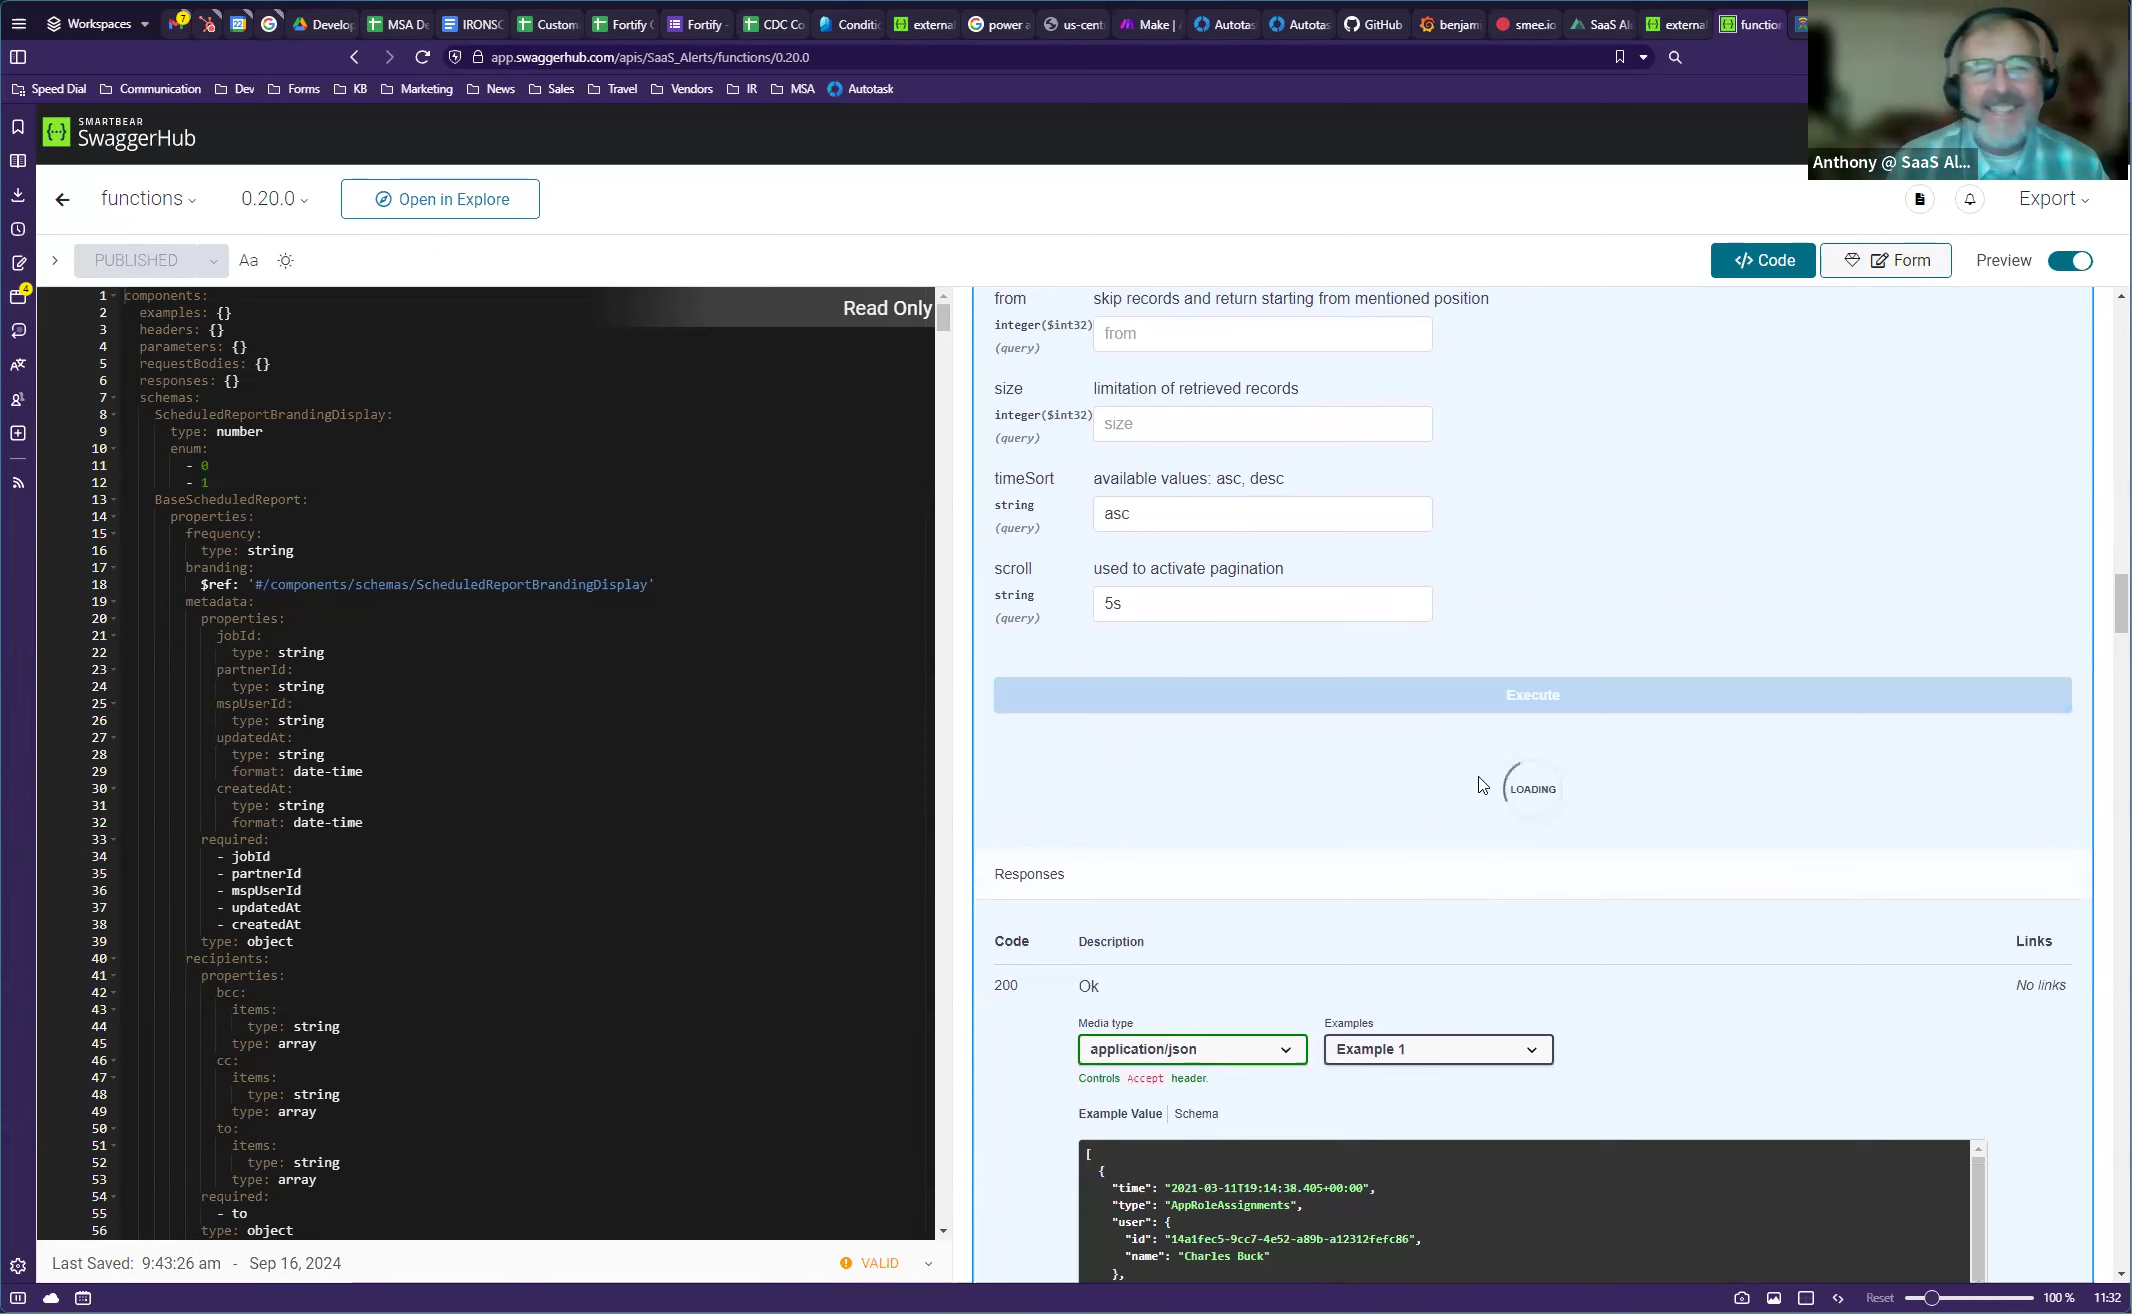 Workspaces
7
22
Develop
MSA De
IRONSC
Custom
Fortify C
Fortify -
CDC Co
Conditio
external
power a
us-cent
Make |
Autotas
Autotas
GitHub
benjam
smee.io
SaaS Al
external
function
app.swaggerhub.com/apis/SaaS_Alerts/functions/0.20.0
Speed Dial
Communication
Dev
Forms
KB
Marketing
News
Sales
Travel
Vendors
IR
MSA
Autotask
SMARTBEAR
SwaggerHub
Anthony @ SaaS Al...
functions
0.20.0
Open in Explore
Export
PUBLISHED
Aa
</> Code
Form
Preview
4
Read Only
1 components:
2 examples: {}
3 headers: {}
4 parameters: {}
5 requestBodies: {}
6 responses: {}
7 schemas:
8 ScheduledReportBrandingDisplay:
9 type: number
10 enum:
11 - 0
12 - 1
13 BaseScheduledReport:
14 properties:
15 frequency:
16 type: string
17 branding:
18 $ref: '#/components/schemas/ScheduledReportBrandingDisplay'
19 metadata:
20 properties:
21 jobId:
22 type: string
23 partnerId:
24 type: string
25 mspUserId:
26 type: string
27 updatedAt:
28 type: string
29 format: date-time
30 createdAt:
31 type: string
32 format: date-time
33 required:
34 - jobId
35 - partnerId
36 - mspUserId
37 - updatedAt
38 - createdAt
39 type: object
40 recipients:
41 properties:
42 bcc:
43 items:
44 type: string
45 type: array
46 cc:
47 items:
48 type: string
49 type: array
50 to:
51 items:
52 type: string
53 type: array
54 required:
55 - to
56 type: object
Last Saved: 9:43:26 am - Sep 16, 2024
VALID
from skip records and return starting from mentioned position
integer($int32)
(query)
from
size limitation of retrieved records
integer($int32)
(query)
size
timeSort available values: asc, desc
string
(query)
asc
scroll used to activate pagination
string
(query)
5s
Execute
LOADING
Responses
Code Description Links
200 Ok No links
Media type
application/json
Controls Accept header.
Examples
Example 1
Example Value | Schema
[
{
"time": "2021-03-11T19:14:38.405+00:00",
"type": "AppRoleAssignments",
"user": {
"id": "14a1fec5-9cc7-4e52-a89b-a12312fefc86",
"name": "Charles Buck"
},
Reset
100 %
11:32